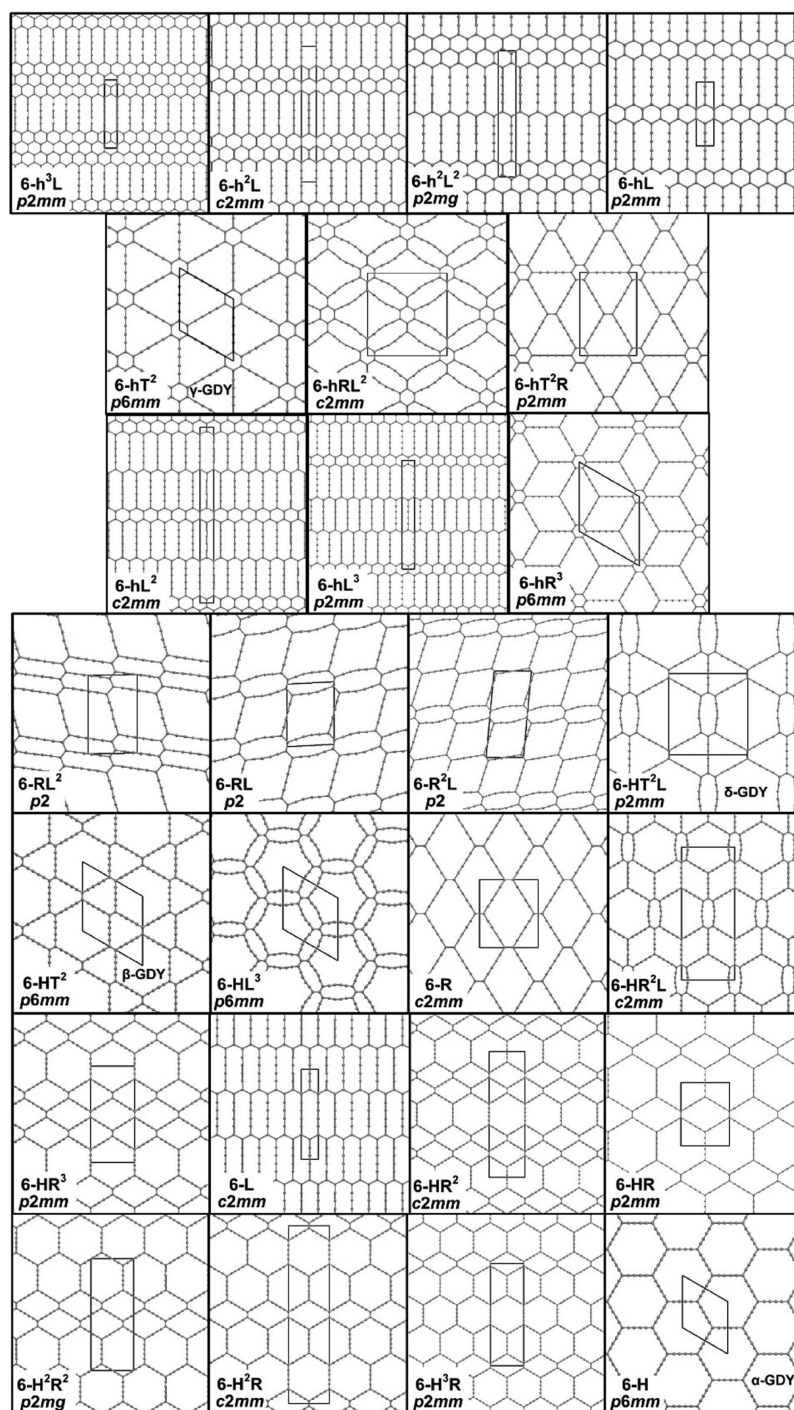 6-h³L
p2mm
6-h²L
c2mm
6-h²L²
p2mg
6-hL
p2mm
6-hT²
p6mm
γ-GDY
6-hRL²
c2mm
6-hT²R
p2mm
6-hL²
c2mm
6-hL³
p2mm
6-hR³
p6mm
6-RL²
p2
6-RL
p2
6-R²L
p2
6-HT²L
p2mm
δ-GDY
6-HT²
p6mm
β-GDY
6-HL³
p6mm
6-R
c2mm
6-HR²L
c2mm
6-HR³
p2mm
6-L
c2mm
6-HR²
c2mm
6-HR
p2mm
6-H²R²
p2mg
6-H²R
c2mm
6-H³R
p2mm
6-H
p6mm
α-GDY